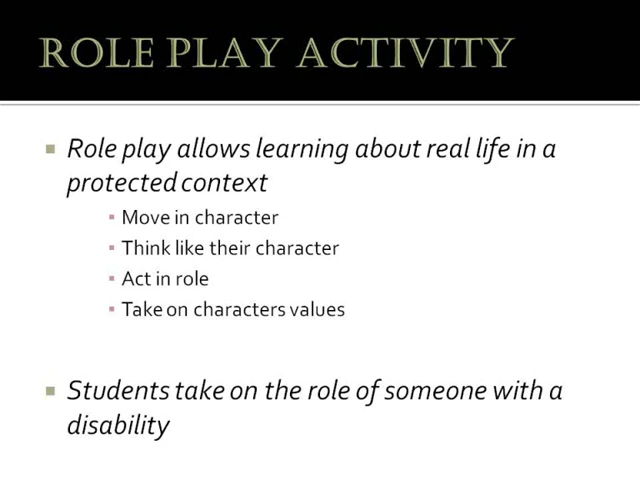 ROLE PLAY ACTIVITY
Role play allows learning about real life in a
protected context
Move in character
Think like their character
Act in role
Take on characters values
Students take on the role of someone with a
disability